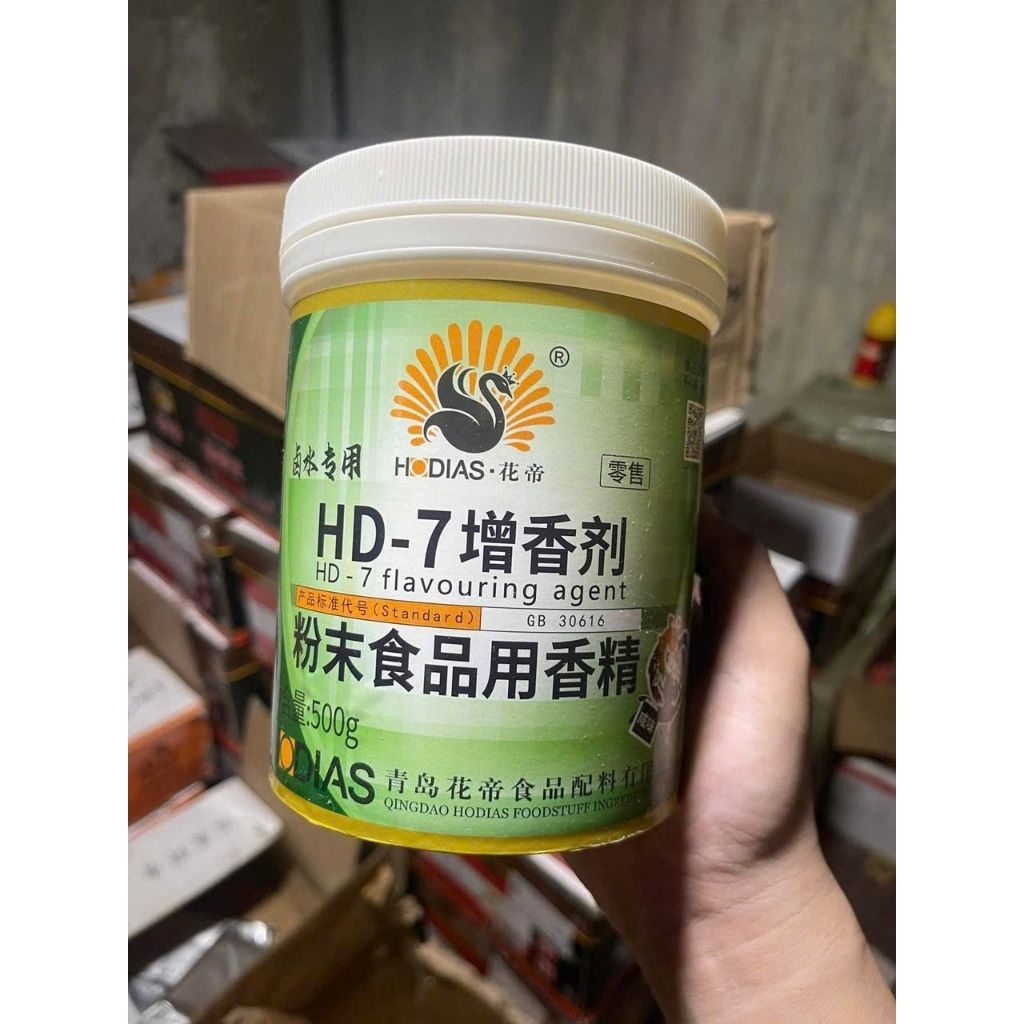 ®
HODIAS·花帝
卤水专用
零售
HD-7增香剂
HD-7 flavouring agent
产品标准代号(Standard) GB 30616
粉末食品用香精
含量:500g
HODIAS
青岛花帝食品配料有
QINGDAO HODIAS FOODSTUFF